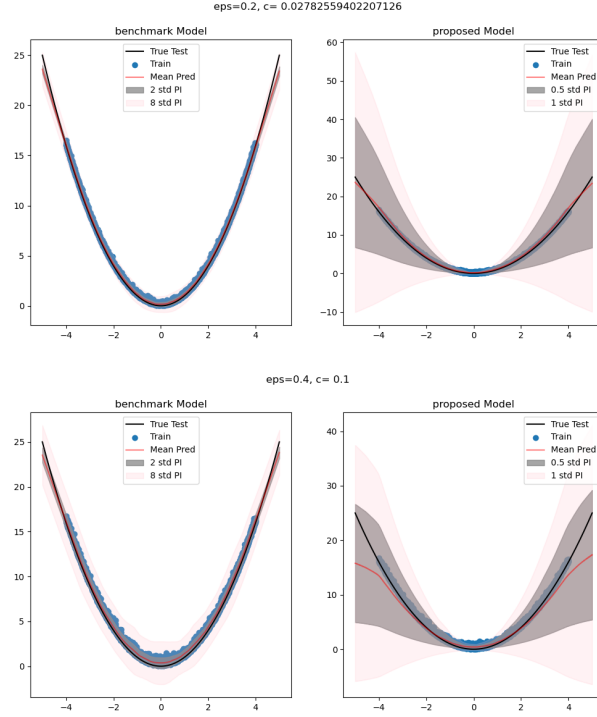 eps=0.2, c= 0.02782559402207126
benchmark Model
25
20
15
10
5
0
−4
−2
0
2
4
True Test
Train
Mean Pred
2 std PI
8 std PI
proposed Model
60
50
40
30
20
10
0
−10
−4
−2
0
2
4
True Test
Train
Mean Pred
0.5 std PI
1 std PI
eps=0.4, c= 0.1
benchmark Model
25
20
15
10
5
0
−4
−2
0
2
4
True Test
Train
Mean Pred
2 std PI
8 std PI
proposed Model
40
30
20
10
0
−4
−2
0
2
4
True Test
Train
Mean Pred
0.5 std PI
1 std PI